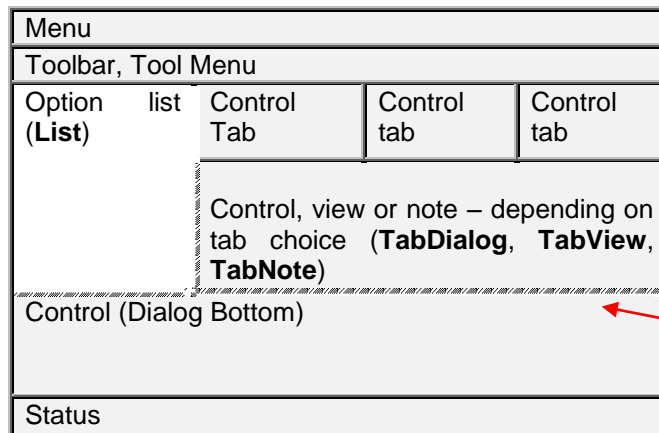 Menu
Toolbar, Tool Menu
Option list
(List)
Control
Tab
Control
tab
Control
tab
Control, view or note – depending on
tab choice (TabDialog, TabView,
TabNote)
Control (Dialog Bottom)
Status